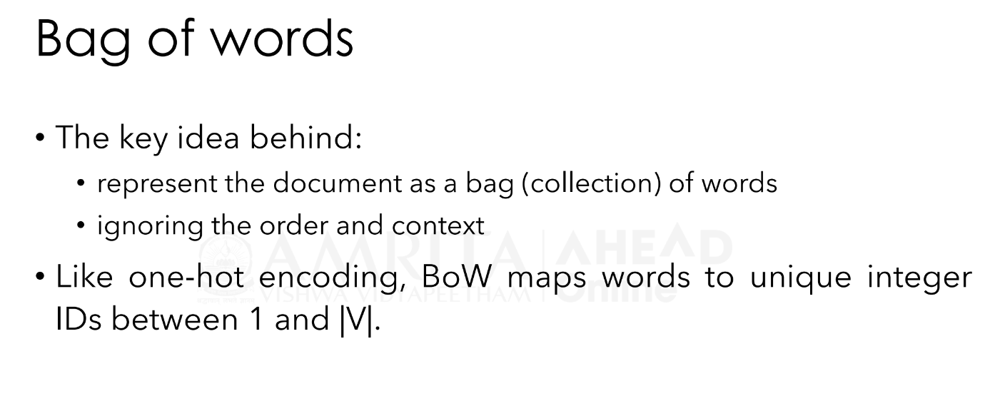 Bag of words
• The key idea behind:
• represent the document as a bag (collection) of words
• ignoring the order and context
AMRITA AHEAD
VISHWA VIDYAPEETHAM Online
• Like one-hot encoding, BoW maps words to unique integer
IDs between 1 and |V|.